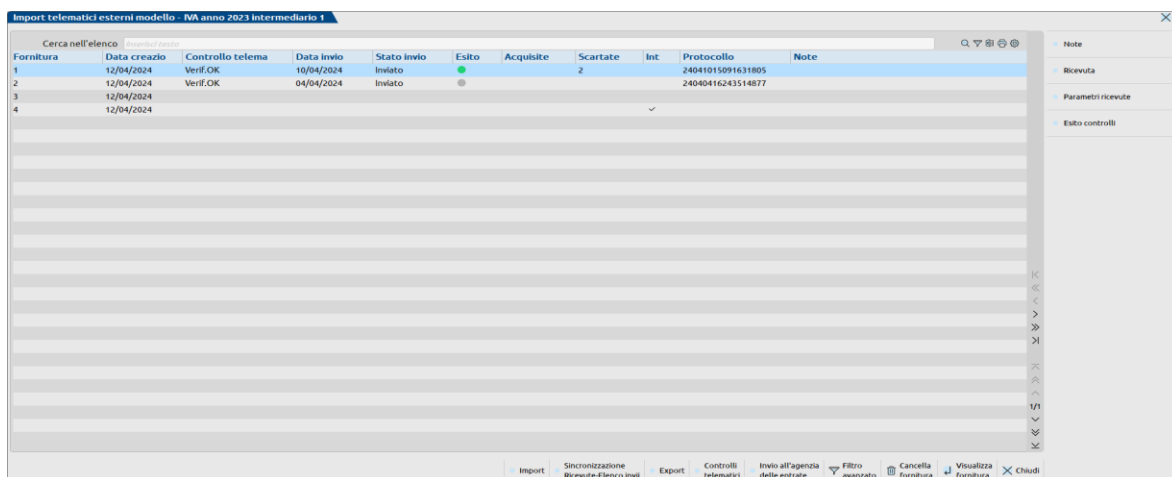 Import telematici esterni modello - IVA anno 2023 intermediario 1
Cerca nell'elenco Inserisci testo
Fornitura Data creazio Controllo telema Data invio Stato invio Esito Acquisite Scartate Int Protocollo Note
1 12/04/2024 Verif.OK 10/04/2024 Inviato 2 24041015091631805
2 12/04/2024 Verif.OK 04/04/2024 Inviato 24040416243514877
3 12/04/2024
4 12/04/2024
Note
Ricevuta
Parametri ricevute
Esito controlli
1/1
Import
Sincronizzazione
Ricevute-Elenco invii
Export
Controlli
telematici
Invio all'agenzia
delle entrate
Filtro
avanzato
Cancella
fornitura
Visualizza
fornitura
Chiudi